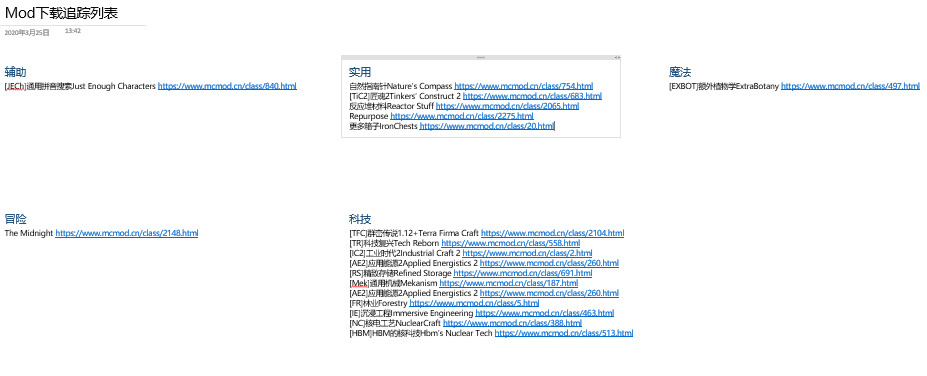 Mod下载追踪列表
2020年3月25日 13:42
辅助
[JECh]通用拼音搜索Just Enough Characters https://www.mcmod.cn/class/840.html
实用
自然指南针Nature's Compass https://www.mcmod.cn/class/754.html
[TiC2]匠魂2Tinkers' Construct 2 https://www.mcmod.cn/class/683.html
反应堆材料Reactor Stuff https://www.mcmod.cn/class/2065.html
Repurpose https://www.mcmod.cn/class/2275.html
更多箱子IronChests https://www.mcmod.cn/class/20.html
魔法
[EXBOT]额外植物学ExtraBotany https://www.mcmod.cn/class/497.html
冒险
The Midnight https://www.mcmod.cn/class/2148.html
科技
[TFC]群峦传说1.12+Terra Firma Craft https://www.mcmod.cn/class/2104.html
[TR]科技复兴Tech Reborn https://www.mcmod.cn/class/558.html
[IC2]工业时代2Industrial Craft 2 https://www.mcmod.cn/class/2.html
[AE2]应用能源2Applied Energistics 2 https://www.mcmod.cn/class/260.html
[RS]精致存储Refined Storage https://www.mcmod.cn/class/691.html
[Mek]通用机械Mekanism https://www.mcmod.cn/class/187.html
[AE2]应用能源2Applied Energistics 2 https://www.mcmod.cn/class/260.html
[FR]林业Forestry https://www.mcmod.cn/class/5.html
[IE]沉浸工程Immersive Engineering https://www.mcmod.cn/class/463.html
[NC]核电工艺NuclearCraft https://www.mcmod.cn/class/388.html
[HBM]HBM的核科技Hbm's Nuclear Tech https://www.mcmod.cn/class/513.html